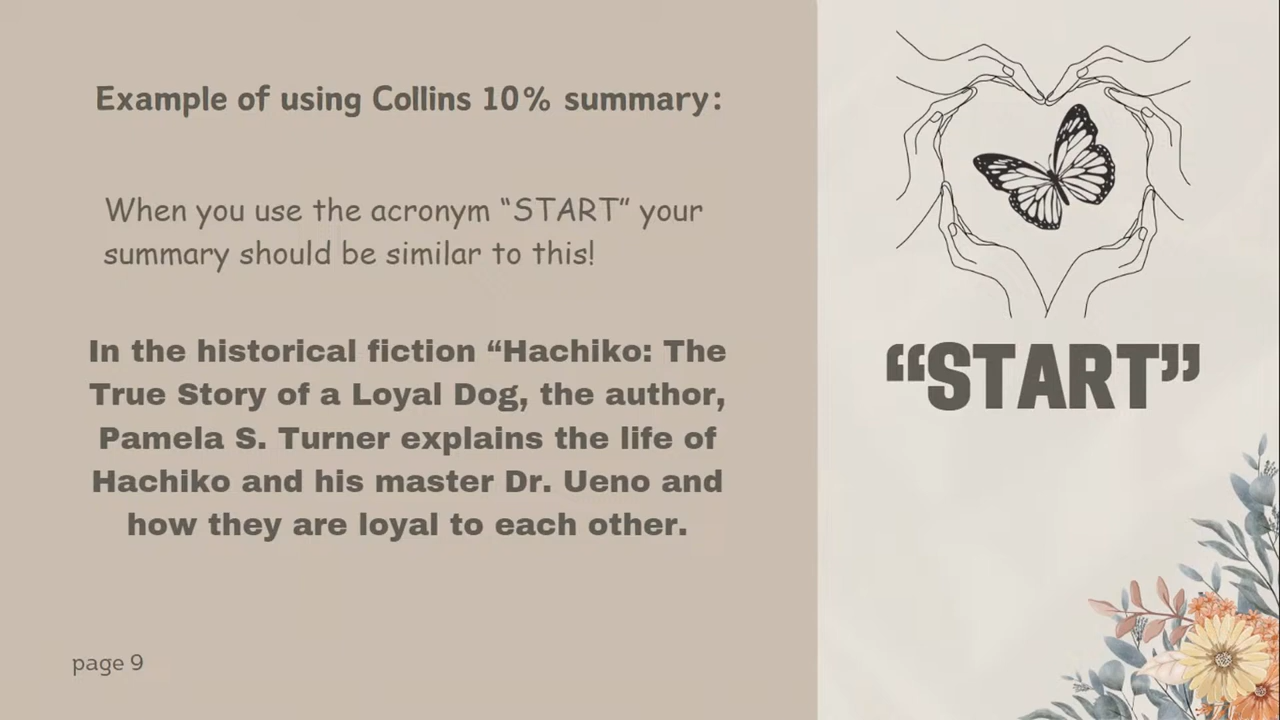 Example of using Collins 10% summary:
When you use the acronym “START” your
summary should be similar to this!
In the historical fiction “Hachiko: The
True Story of a Loyal Dog, the author,
Pamela S. Turner explains the life of
Hachiko and his master Dr. Ueno and
how they are loyal to each other.
page 9
“START”